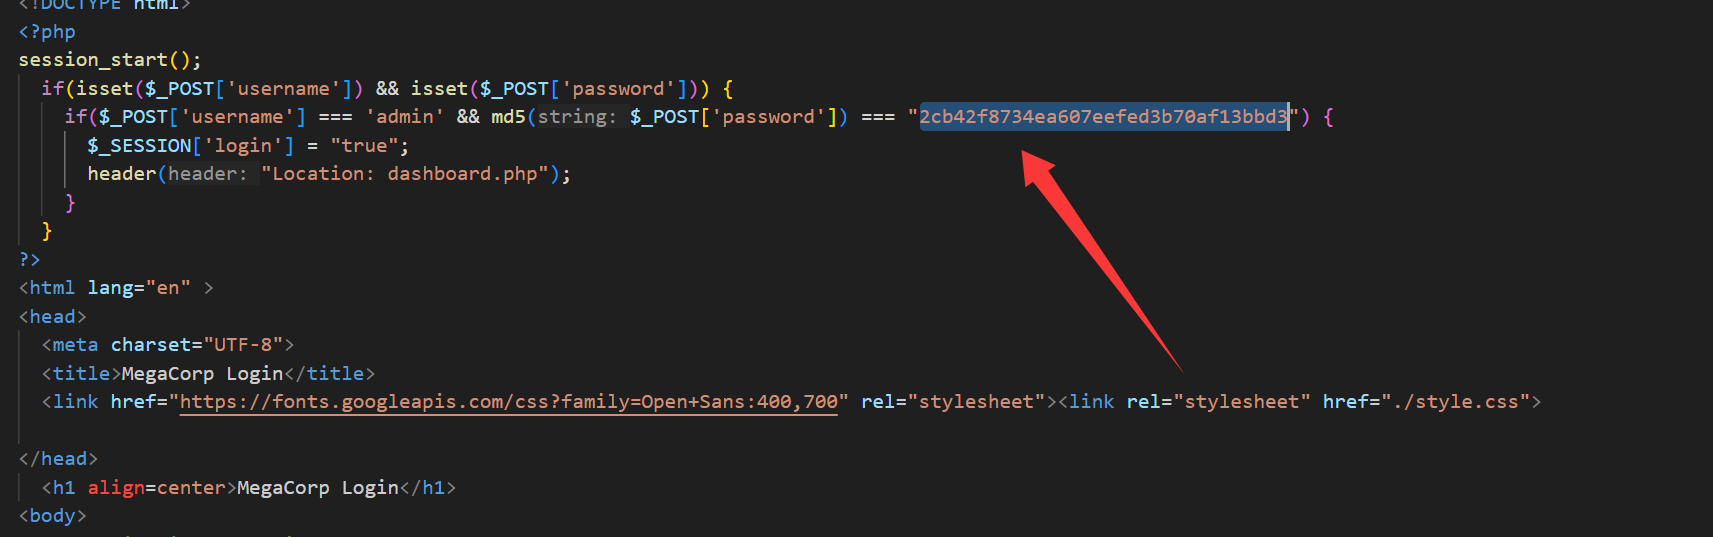 <!DOCTYPE html>
<?php
session_start();
if(isset($_POST['username']) && isset($_POST['password'])) {
if($_POST['username'] === 'admin' && md5(string: $_POST['password']) === "2cb42f8734ea607eefed3b70af13bbd3") {
$_SESSION['login'] = "true";
header(header: "Location: dashboard.php");
}
}
?>
<html lang="en" >
<head>
<meta charset="UTF-8">
<title>MegaCorp Login</title>
<link href="https://fonts.googleapis.com/css?family=Open+Sans:400,700" rel="stylesheet"><link rel="stylesheet" href="./style.css">
</head>
<h1 align=center>MegaCorp Login</h1>
<body>